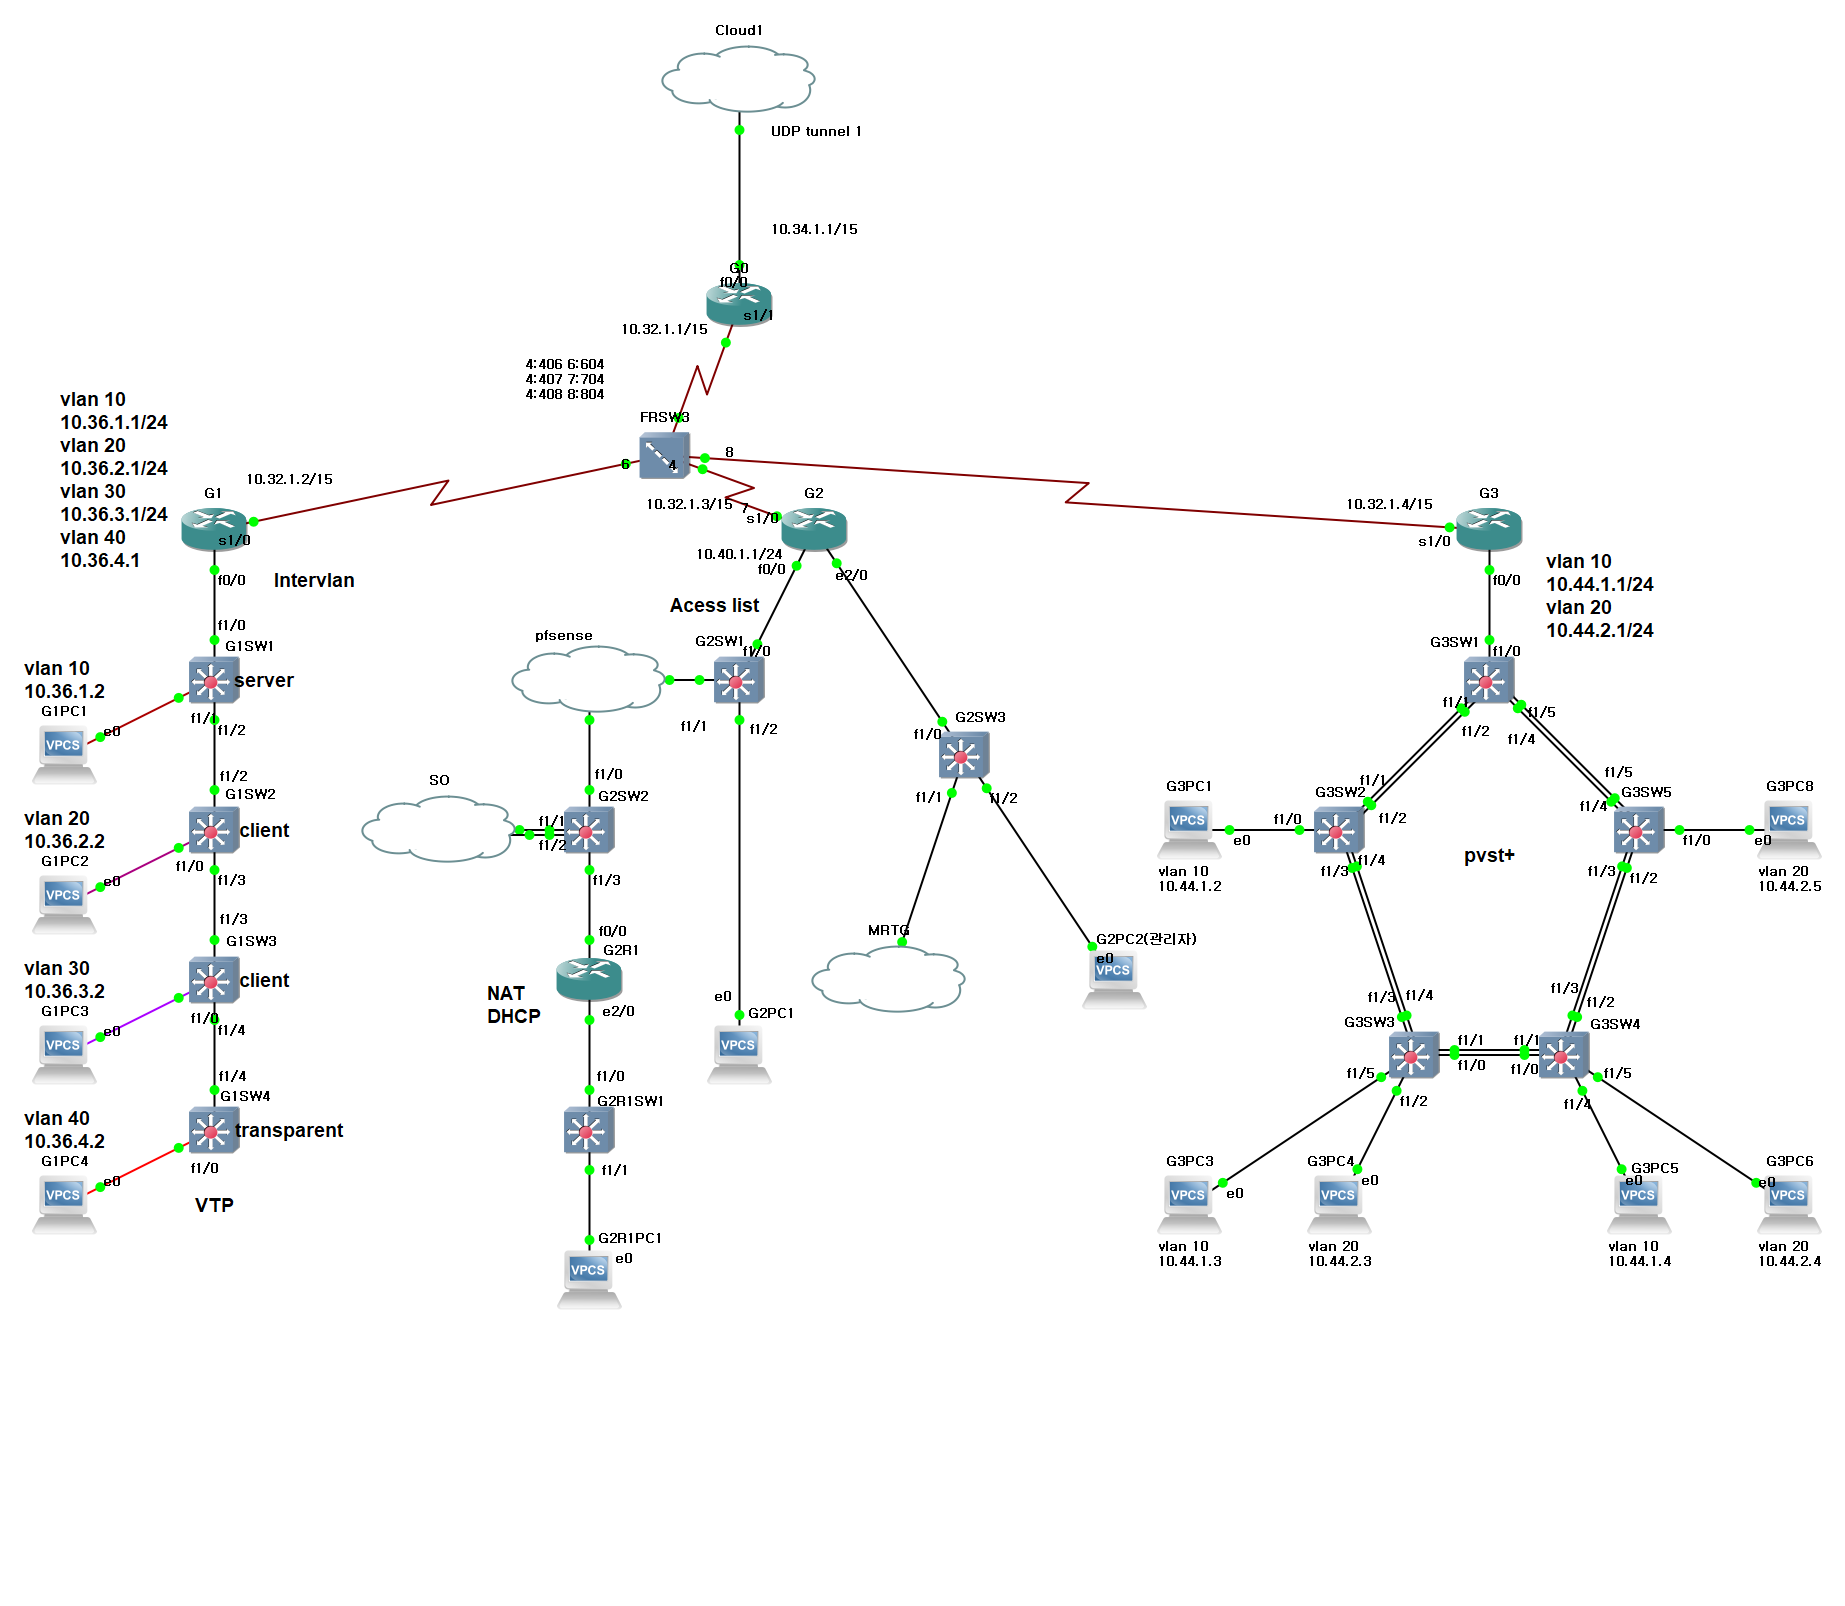 Cloud1
UDP tunnel 1
10.34.1.1/15
G0
f0/0
s1/1
10.32.1.1/15
4:406 6:604
4:407 7:704
4:408 8:804
FRSW3
6
4
8
7
vlan 10
10.36.1.1/24
vlan 20
10.36.2.1/24
vlan 30
10.36.3.1/24
vlan 40
10.36.4.1
10.32.1.2/15
G1
s1/0
f0/0
Intervlan
f1/0
G1SW1
server
vlan 10
10.36.1.2
G1PC1
e0
VPCS
f1/1
f1/2
f1/2
G1SW2
client
vlan 20
10.36.2.2
G1PC2
e0
VPCS
f1/0
f1/3
f1/3
G1SW3
client
vlan 30
10.36.3.2
G1PC3
e0
VPCS
f1/0
f1/4
f1/4
G1SW4
transparent
vlan 40
10.36.4.2
G1PC4
e0
VPCS
f1/0
VTP
10.32.1.3/15
G2
s1/0
10.40.1.1/24
f0/0
e2/0
Acess list
G2SW1
f1/0
pfsense
f1/1
f1/2
f1/0
G2SW2
SO
f1/1
f1/2
f1/3
f0/0
G2R1
NAT
DHCP
e2/0
f1/0
G2R1SW1
f1/1
G2R1PC1
e0
VPCS
e0
G2PC1
VPCS
G2SW3
f1/0
f1/1
f1/2
MRTG
G2PC2(관리자)
e0
VPCS
10.32.1.4/15
G3
s1/0
f0/0
vlan 10
10.44.1.1/24
vlan 20
10.44.2.1/24
G3SW1
f1/0
f1/1
f1/2
f1/5
f1/4
f1/1
G3SW2
f1/2
G3PC1
VPCS
e0
f1/0
vlan 10
10.44.1.2
f1/3
f1/4
pvst+
f1/5
G3SW5
f1/4
G3PC8
VPCS
e0
f1/0
vlan 20
10.44.2.5
f1/3
f1/2
f1/3
f1/4
G3SW3
f1/1
f1/0
f1/5
f1/2
f1/3
f1/2
G3SW4
f1/1
f1/0
f1/5
f1/4
G3PC3
VPCS
e0
vlan 10
10.44.1.3
G3PC4
VPCS
e0
vlan 20
10.44.2.3
G3PC5
VPCS
e0
vlan 10
10.44.1.4
G3PC6
VPCS
e0
vlan 20
10.44.2.4